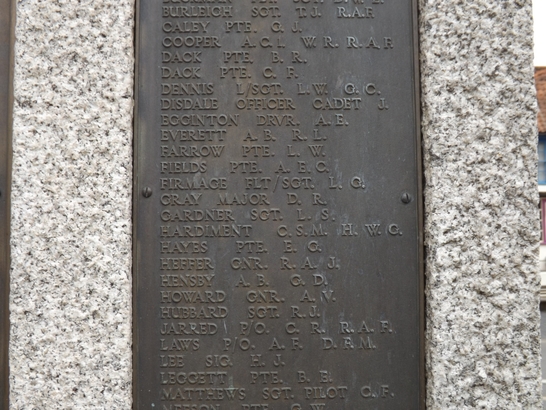 BURLEIGH SGT. T. J. R.A.F.
CALEY PTE. G. J.
COOPER A.C.1 W. R. R.A.F.
DACK PTE. B. R.
DACK PTE. C. F.
DENNIS L/SGT. L. W. G. C.
DISDALE OFFICER CADET J.
EGGINTON DRVR. A. E.
EVERETT A. B. R. L.
FARROW PTE. L. W.
FIELDS PTE. A. E. G.
FIRMAGE FLT/SGT. L. G.
GRAY MAJOR D. R.
GARDNER SGT. L. S.
HARDIMENT C.S.M. H. W. G.
HAYES PTE. E. G.
HEFFER GNR. R. A. J.
HENSBY A. B. G. D.
HOWARD GNR. A. V.
HUBBARD SGT. R. J.
JARRED P/O. C. R. R.A.F.
LAWS P/O. A. F. D.F.M.
LEE SIG. H. J.
LEGGETT PTE. B. E.
MATTHEWS SGT. PILOT C. F.
PTE. G. W.